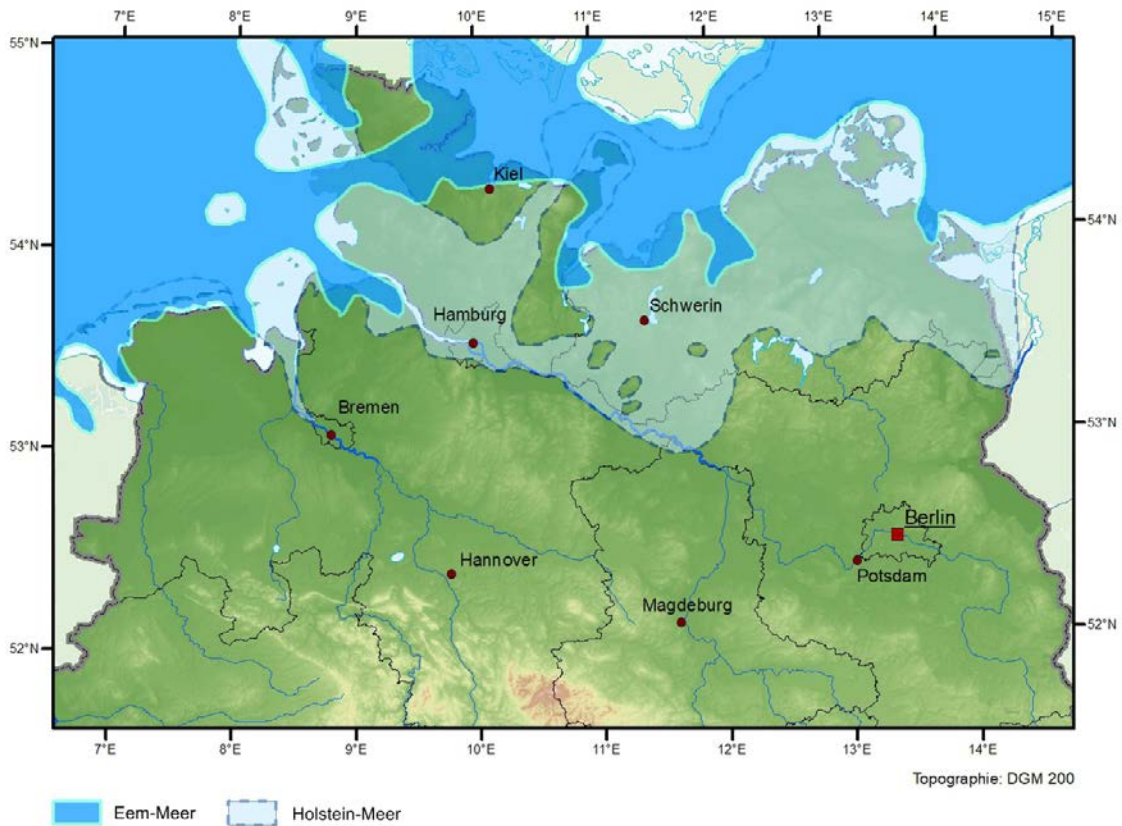 7°E 8°E 9°E 10°E 11°E 12°E 13°E 14°E 15°E
55°N
Kiel
54°N 54°N
Hamburg Schwerin
Bremen
53°N 53°N
Berlin
Hannover Potsdam
Magdeburg
52°N 52°N
7°E 8°E 9°E 10°E 11°E 12°E 13°E 14°E
Topographie: DGM 200
Eem-Meer Holstein-Meer